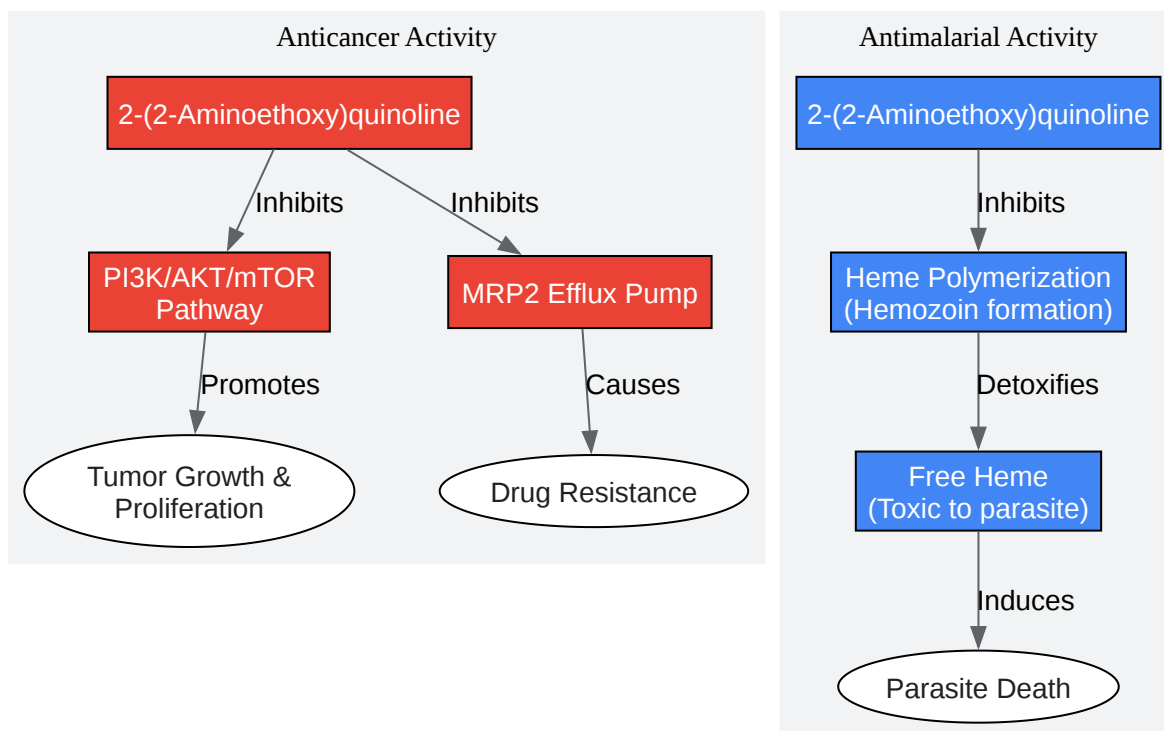 Anticancer Activity
2-(2-Aminoethoxy)quinoline
Inhibits
Inhibits
PI3K/AKT/mTOR
Pathway
MRP2 Efflux Pump
Promotes
Causes
Tumor Growth &
Proliferation
Drug Resistance
Antimalarial Activity
2-(2-Aminoethoxy)quinoline
Inhibits
Heme Polymerization
(Hemozoin formation)
Detoxifies
Free Heme
(Toxic to parasite)
Induces
Parasite Death